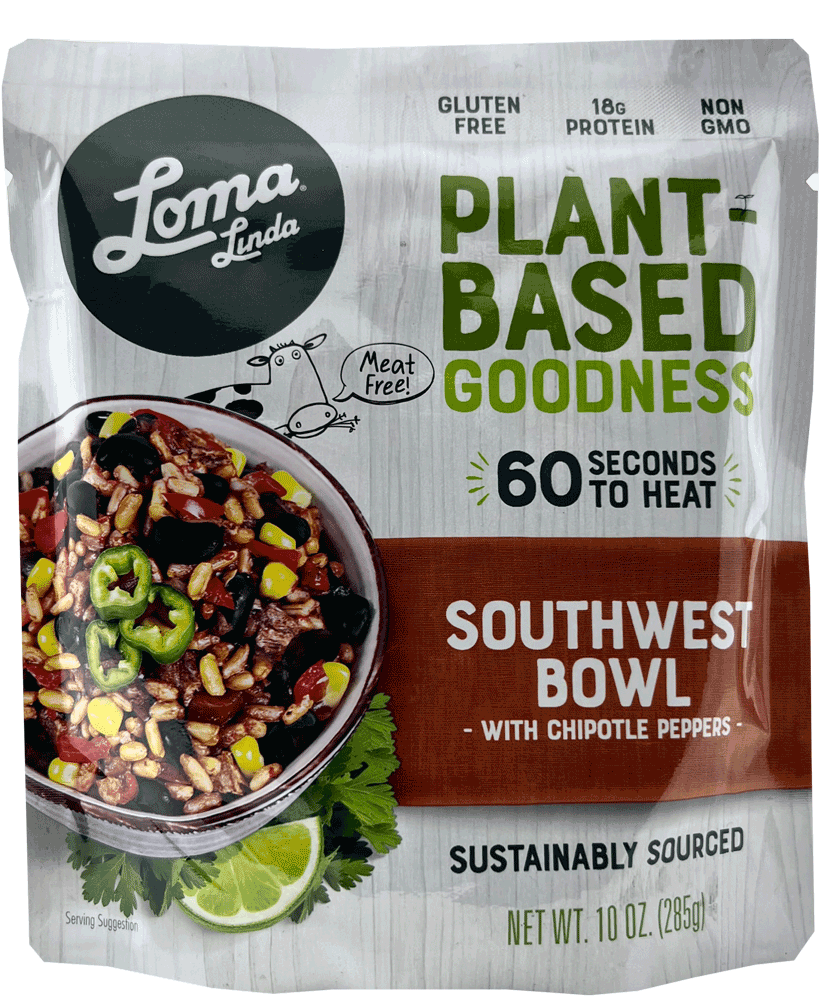 GLUTEN FREE
18G PROTEIN
NON GMO
Loma®
Linda
PLANT-
BASED
GOODNESS
Meat
Free!
60 SECONDS
TO HEAT
SOUTHWEST
BOWL
- WITH CHIPOTLE PEPPERS -
SUSTAINABLY SOURCED
Serving Suggestion
NET WT. 10 OZ. (285g)